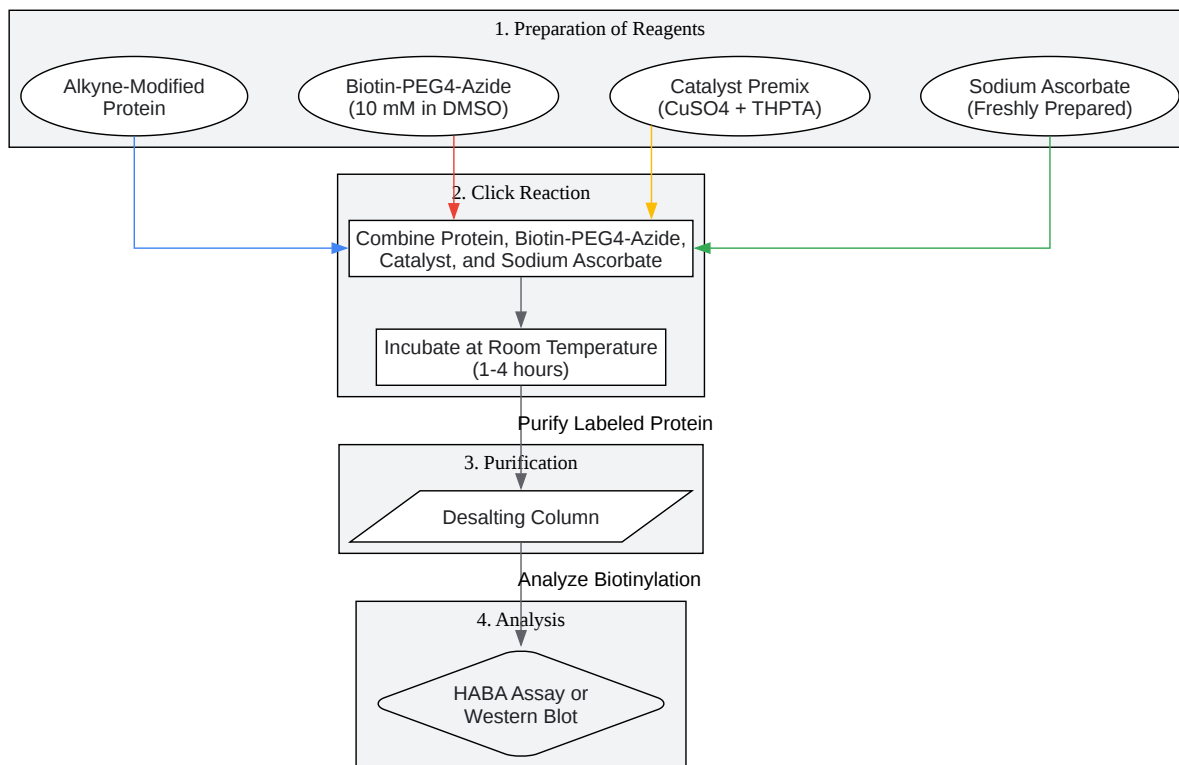 1. Preparation of Reagents
Alkyne-Modified
Protein
Biotin-PEG4-Azide
(10 mM in DMSO)
Catalyst Premix
(CuSO4 + THPTA)
Sodium Ascorbate
(Freshly Prepared)
2. Click Reaction
Combine Protein, Biotin-PEG4-Azide,
Catalyst, and Sodium Ascorbate
Incubate at Room Temperature
(1-4 hours)
Purify Labeled Protein
3. Purification
Desalting Column
Analyze Biotinylation
4. Analysis
HABA Assay or
Western Blot